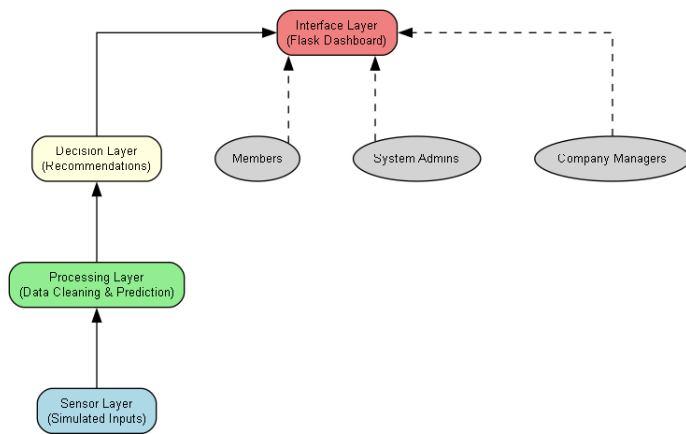 Interface Layer
(Flask Dashboard)
Decision Layer
(Recommendations)
Members
System Admins
Company Managers
Processing Layer
(Data Cleaning & Prediction)
Sensor Layer
(Simulated Inputs)